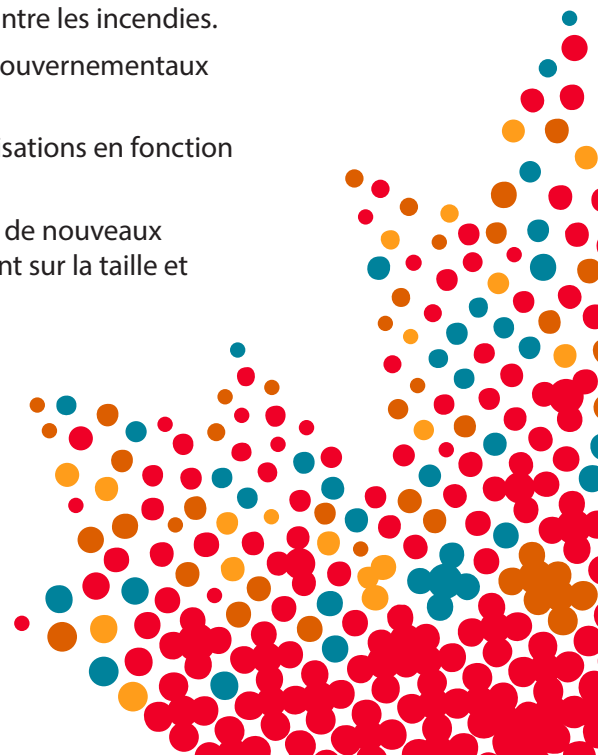 ntre les incendies.
ouvernementaux
isations en fonction
de nouveaux
nt sur la taille et